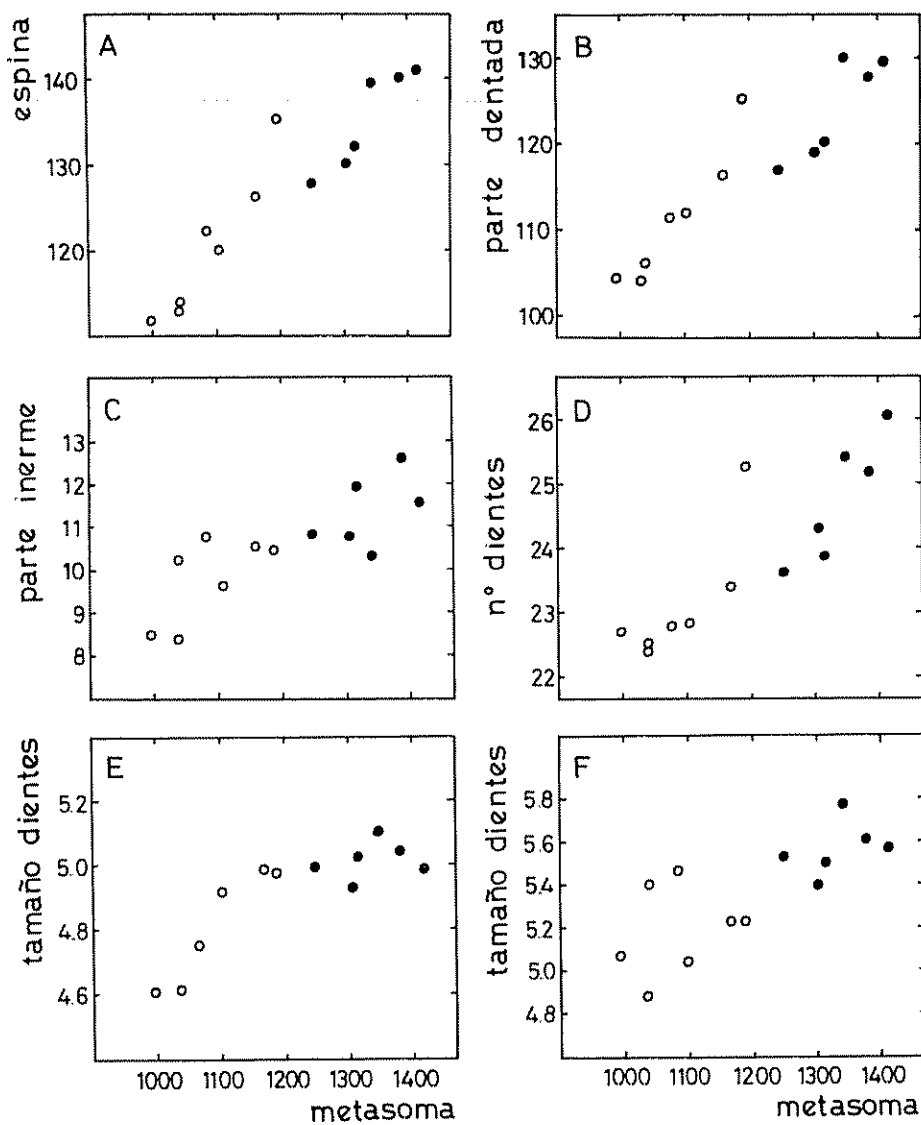 A
espina
140
130
120
B
parte dentada
130
120
110
100
C
parte inerme
13
12
11
10
9
8
D
n° dientes
26
25
24
23
22
E
tamaño dientes
5.2
5.0
4.8
4.6
1000 1100 1200 1300 1400
metasoma
F
tamaño dientes
5.8
5.6
5.4
5.2
5.0
4.8
1000 1100 1200 1300 1400
metasoma